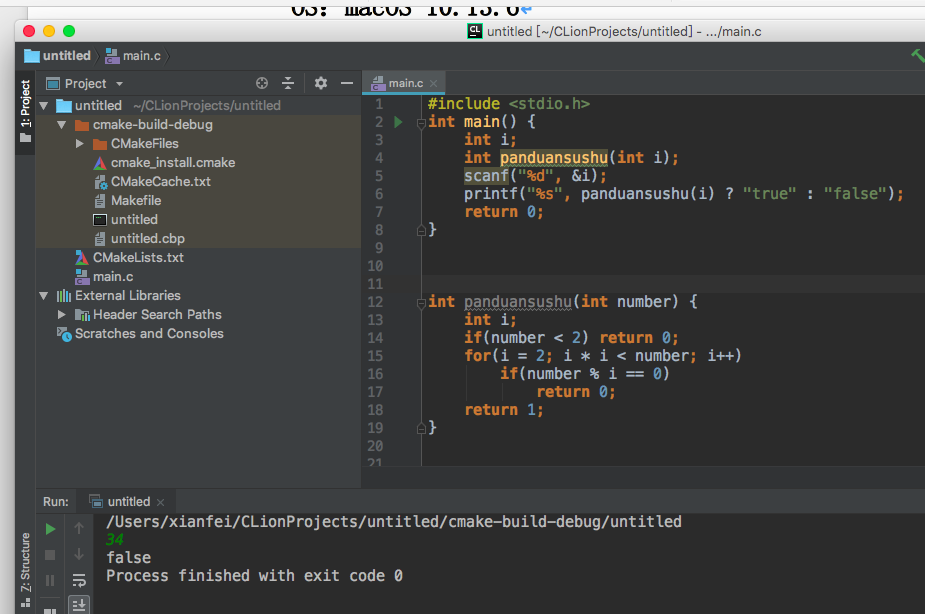 OS: macOS 10.13.6
untitled [~/CLionProjects/untitled] - .../main.c
untitled
main.c
1: Project
Project
untitled ~/CLionProjects/untitled
cmake-build-debug
CMakeFiles
cmake_install.cmake
CMakeCache.txt
Makefile
untitled
untitled.cbp
CMakeLists.txt
main.c
External Libraries
Header Search Paths
Scratches and Consoles
main.c
1 #include <stdio.h>
2 int main() {
3 int i;
4 int panduansushu(int i);
5 scanf("%d", &i);
6 printf("%s", panduansushu(i) ? "true" : "false");
7 return 0;
8 }
9
10
11
12 int panduansushu(int number) {
13 int i;
14 if(number < 2) return 0;
15 for(i = 2; i * i < number; i++)
16 if(number % i == 0)
17 return 0;
18 return 1;
19 }
20
21
Run: untitled
/Users/xianfei/CLionProjects/untitled/cmake-build-debug/untitled
34
false
Process finished with exit code 0
Z: Structure